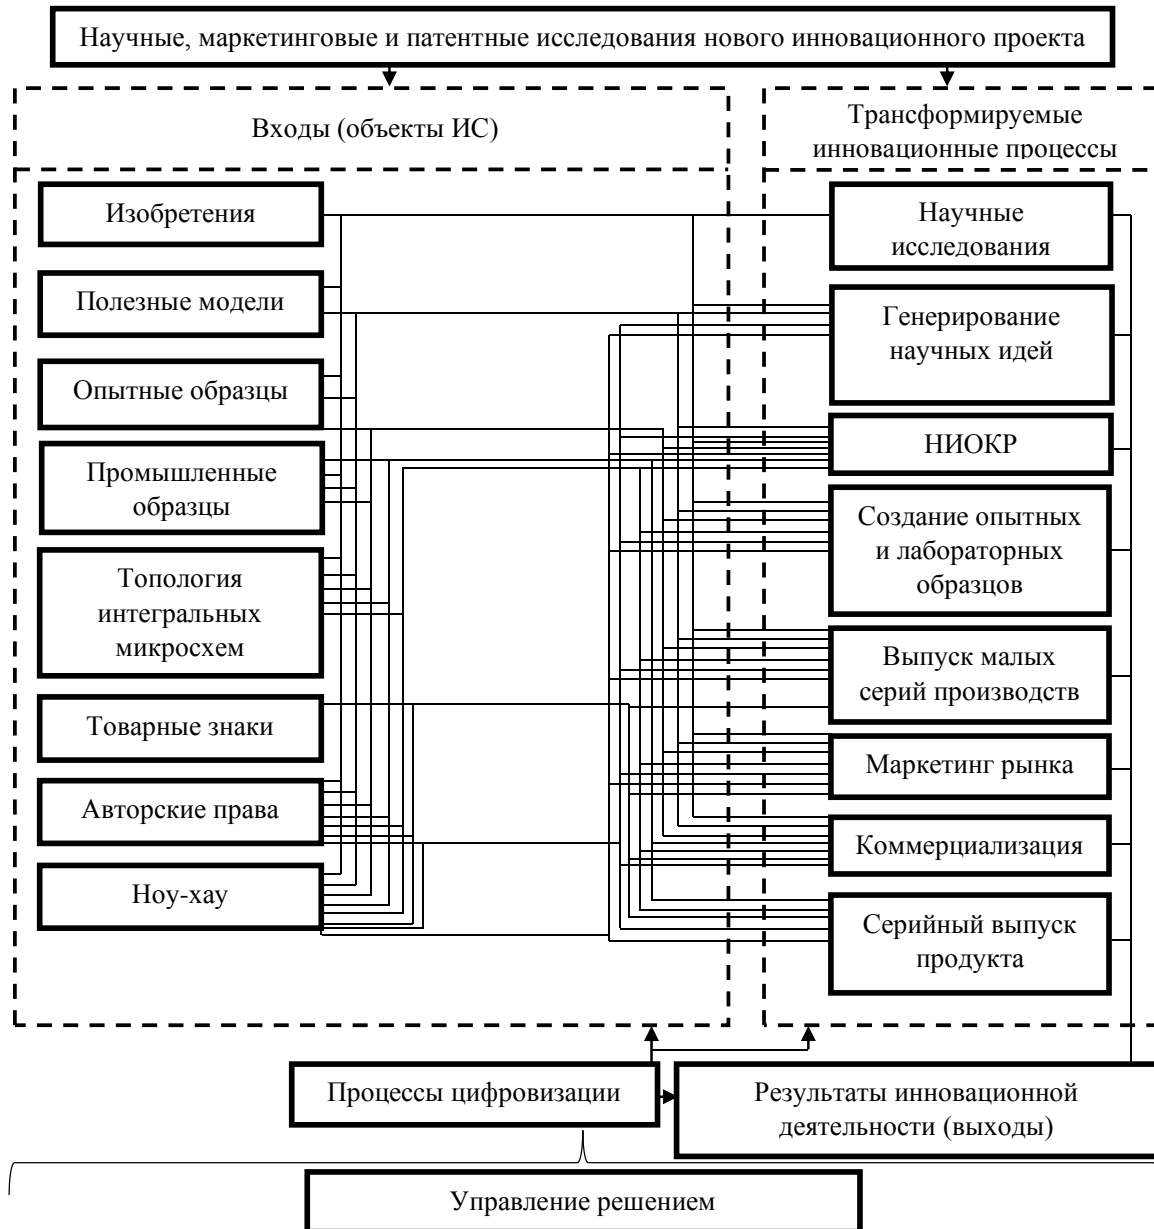 Научные, маркетинговые и патентные исследования нового инновационного проекта
Входы (объекты ИС)
Изобретения
Полезные модели
Опытные образцы
Промышленные
образцы
Топология
интегральных
микросхем
Товарные знаки
Авторские права
Ноу-хау
Трансформируемые
инновационные процессы
Научные
исследования
Генерирование
научных идей
НИОКР
Создание опытных
и лабораторных
образцов
Выпуск малых
серий производств
Маркетинг рынка
Коммерциализация
Серийный выпуск
продукта
Процессы цифровизации
Результаты инновационной
деятельности (выходы)
Управление решением